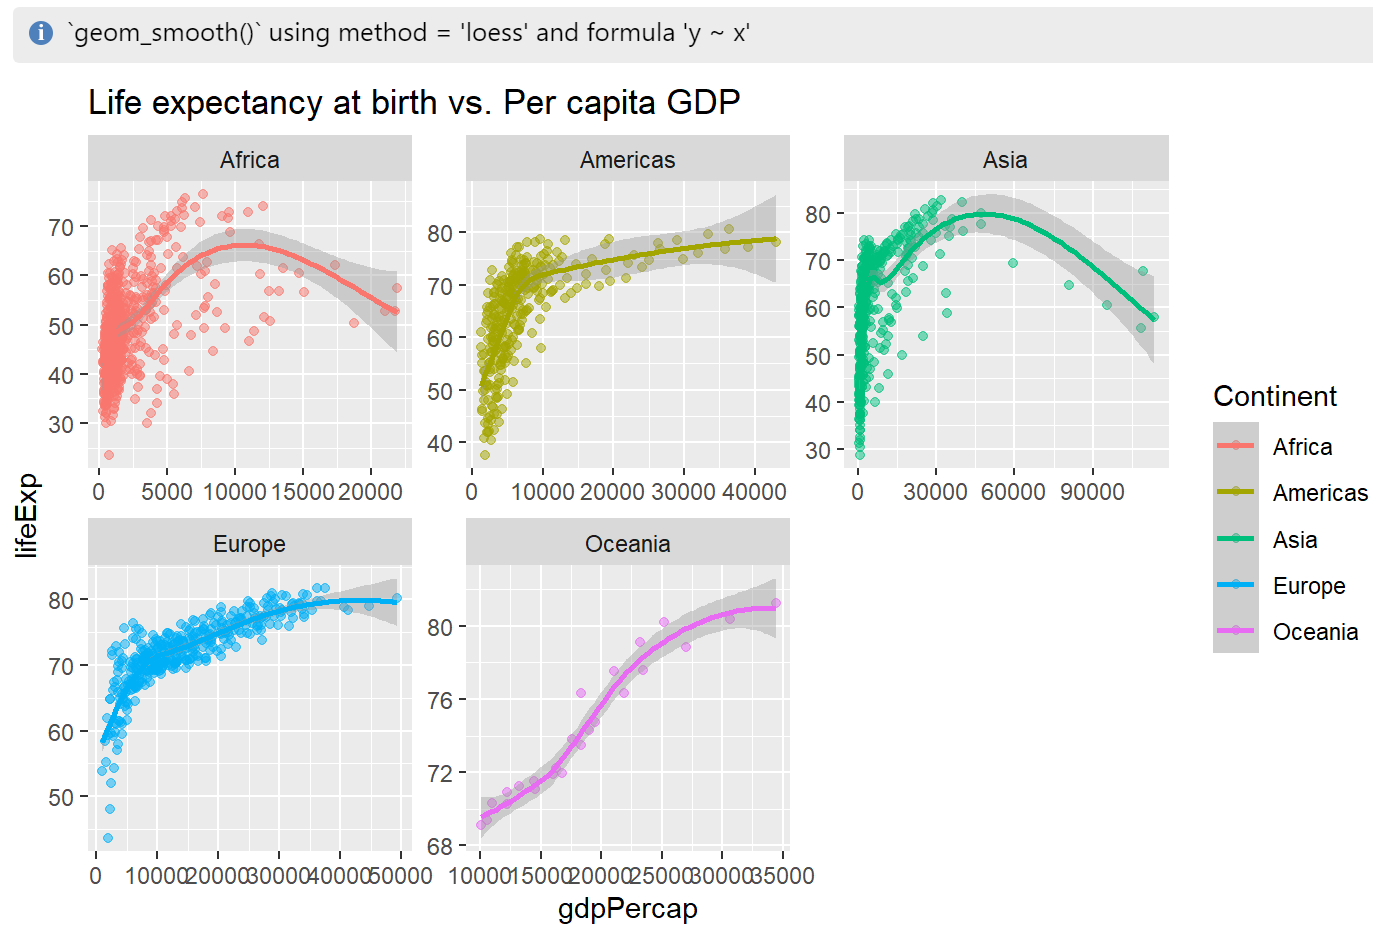 `geom_smooth()` using method = 'loess' and formula 'y ~ x'
Life expectancy at birth vs. Per capita GDP
Africa
Americas
Asia
70
60
50
40
30
0 5000 10000 15000 20000
80
70
60
50
40
0 10000 20000 30000 40000
80
70
60
50
40
30
0 30000 60000 90000
lifeExp
Europe
Oceania
80
70
60
50
0 10000 20000 30000 40000 50000
80
76
72
68
10000 15000 20000 25000 30000 35000
gdpPercap
Continent
Africa
Americas
Asia
Europe
Oceania